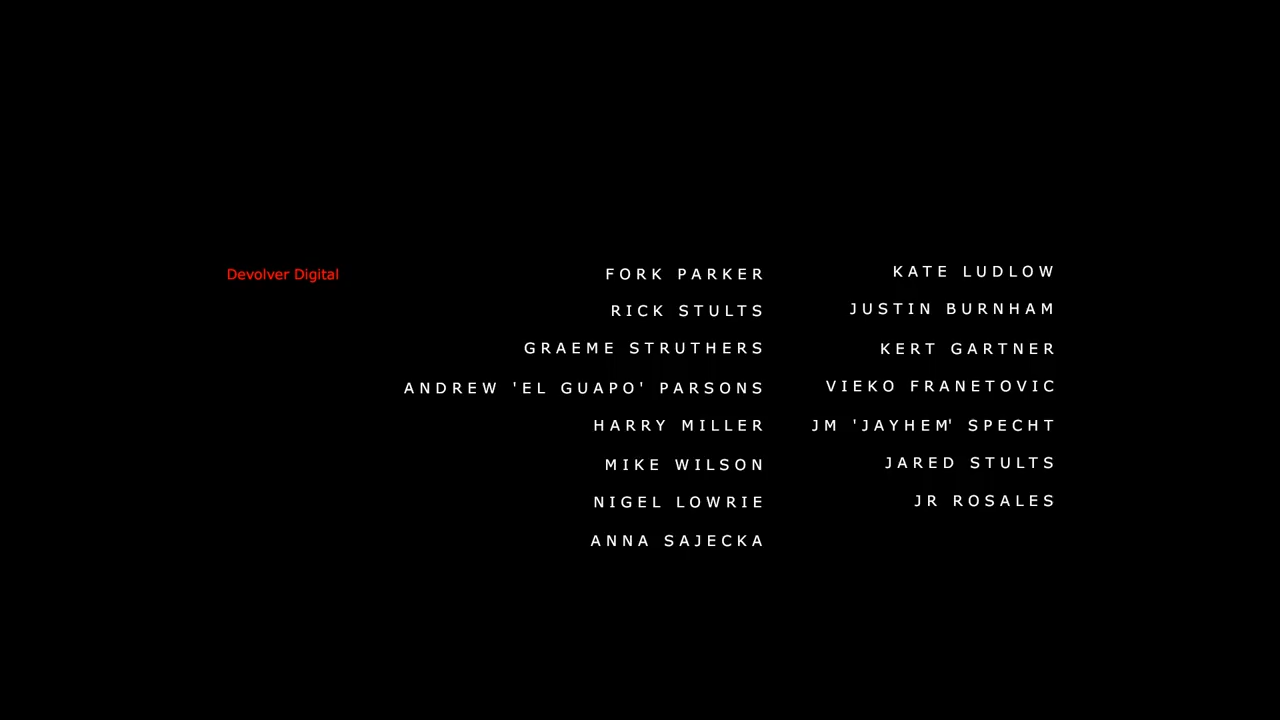 Devolver Digital
FORK PARKER
RICK STULTS
GRAEME STRUTHERS
ANDREW 'EL GUAPO' PARSONS
HARRY MILLER
MIKE WILSON
NIGEL LOWRIE
ANNA SAJECKA
KATE LUDLOW
JUSTIN BURNHAM
KERT GARTNER
VIEKO FRANETOVIC
JM 'JAYHEM' SPECHT
JARED STULTS
JR ROSALES